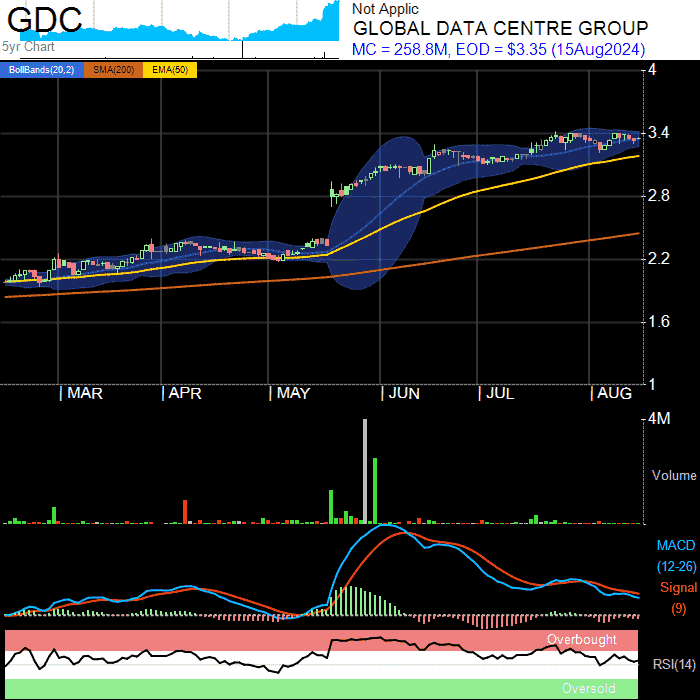 GDC
5yr Chart
Not Applic
GLOBAL DATA CENTRE GROUP
MC = 258.8M, EOD = $3.35 (15Aug2024)
BollBands(20,2) SMA(200) EMA(50)
4
3.4
2.8
2.2
1.6
1
MAR APR MAY JUN JUL AUG
4M
Volume
MACD
(12-26)
Signal
(9)
Overbought
RSI(14)
Oversold